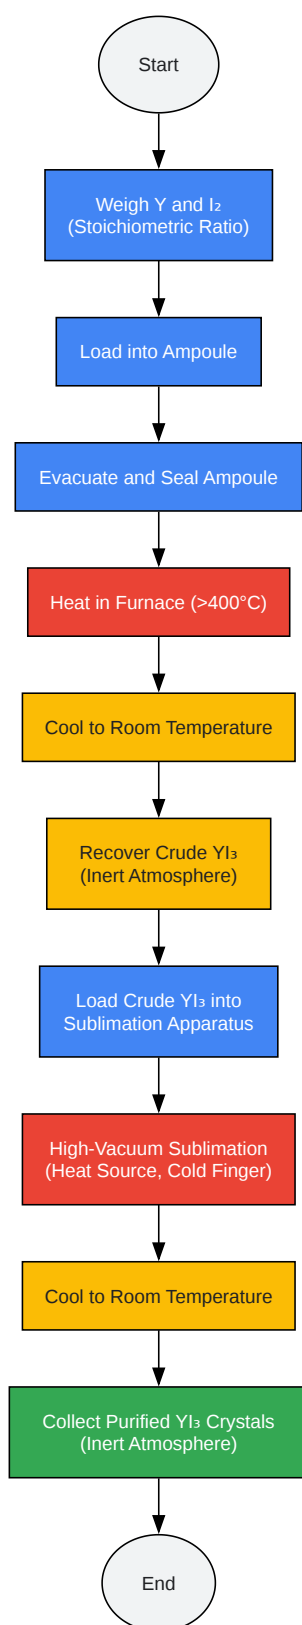 Start
Weigh Y and I₂
(Stoichiometric Ratio)
Load into Ampoule
Evacuate and Seal Ampoule
Heat in Furnace (>400°C)
Cool to Room Temperature
Recover Crude YI₃
(Inert Atmosphere)
Load Crude YI₃ into
Sublimation Apparatus
High-Vacuum Sublimation
(Heat Source, Cold Finger)
Cool to Room Temperature
Collect Purified YI₃ Crystals
(Inert Atmosphere)
End